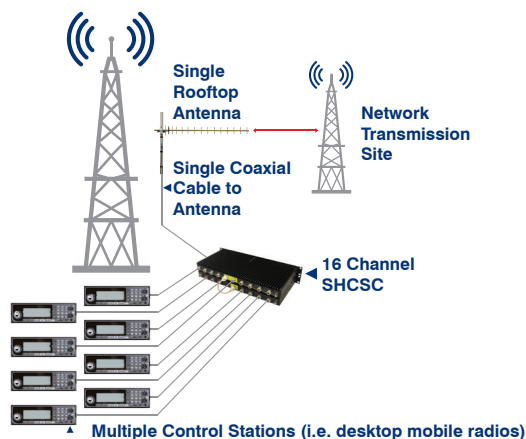 Single
Rooftop
Antenna
Network
Transmission
Site
Single Coaxial
Cable to
Antenna
16 Channel
SHCSC
Multiple Control Stations (i.e. desktop mobile radios)